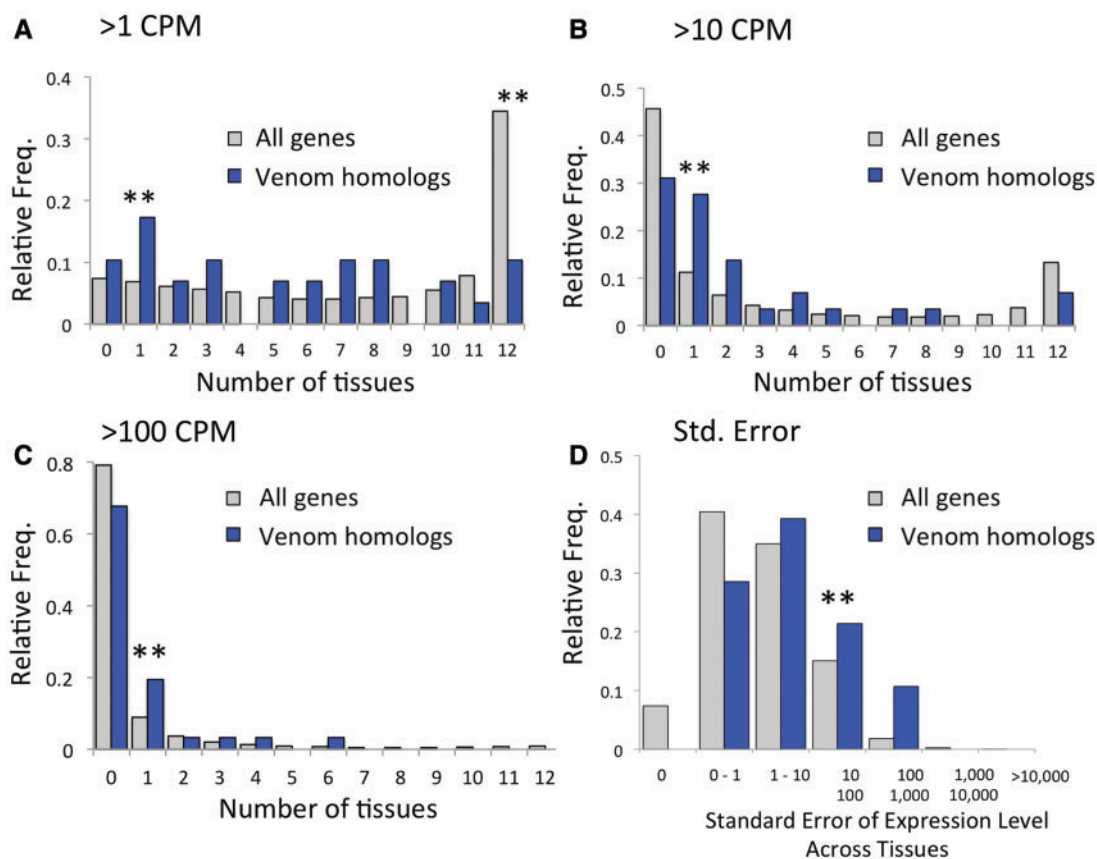 A
>1 CPM
0.4
0.3
0.2
0.1
0
Relative Freq.
All genes
Venom homologs
**
**
0 1 2 3 4 5 6 7 8 9 10 11 12
Number of tissues
B
>10 CPM
0.5
0.4
0.3
0.2
0.1
0
Relative Freq.
All genes
Venom homologs
**
0 1 2 3 4 5 6 7 8 9 10 11 12
Number of tissues
C
>100 CPM
0.8
0.6
0.4
0.2
0
Relative Freq.
All genes
Venom homologs
**
0 1 2 3 4 5 6 7 8 9 10 11 12
Number of tissues
D
Std. Error
0.5
0.4
0.3
0.2
0.1
0
Relative Freq.
All genes
Venom homologs
**
0 0 - 1 1 - 10 10 100 1,000 >10,000
100 1,000 10,000
Standard Error of Expression Level
Across Tissues